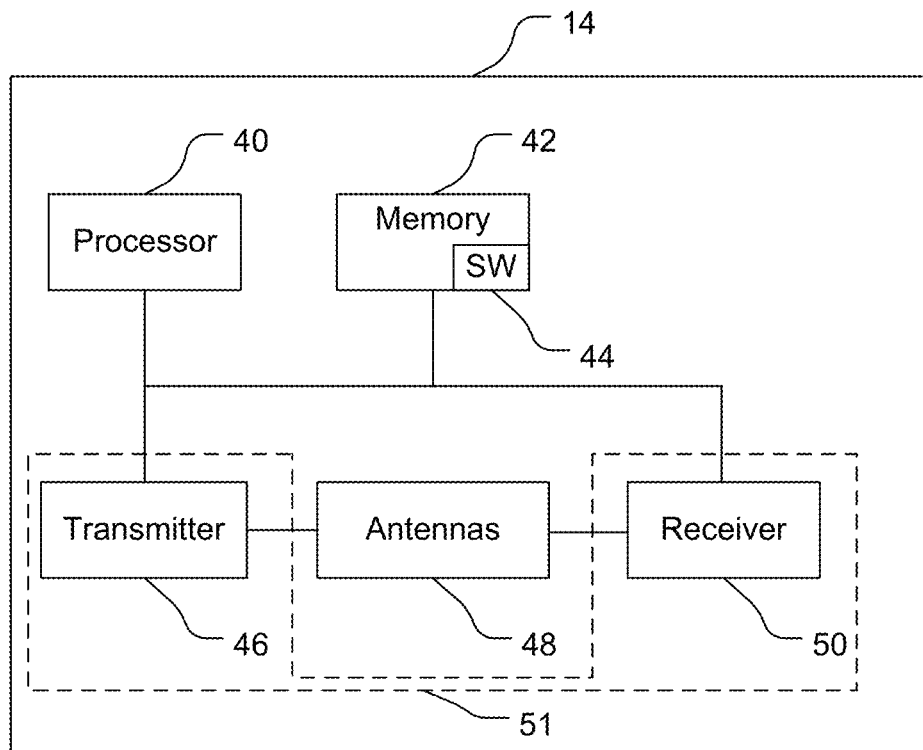 14
40
42
Processor
Memory
SW
44
Transmitter
Antennas
Receiver
46
48
50
51